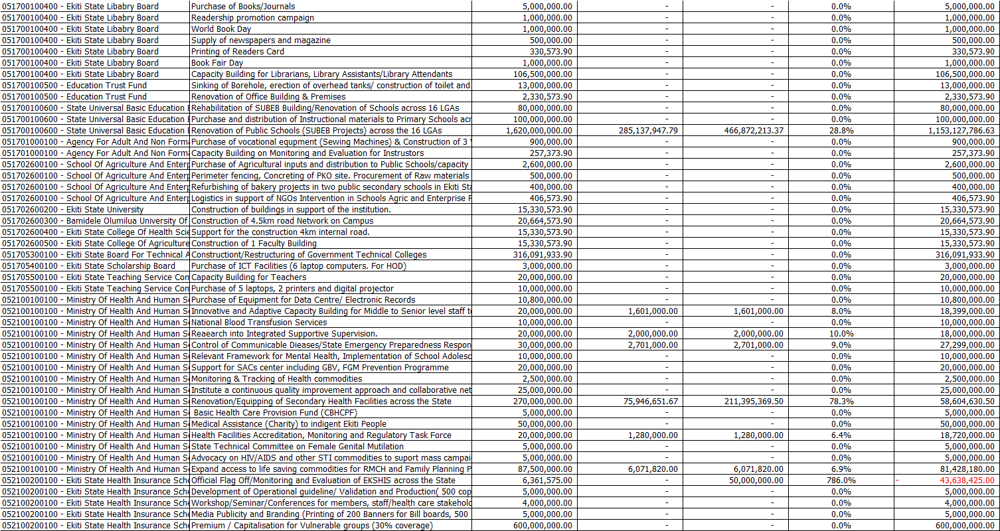 051700100400 - Ekiti State Libabry Board Purchase of Books/Journals 5,000,000.00 - - 0.0% 5,000,000.00
051700100400 - Ekiti State Libabry Board Readership promotion campaign 1,000,000.00 - - 0.0% 1,000,000.00
051700100400 - Ekiti State Libabry Board World Book Day 1,000,000.00 - - 0.0% 1,000,000.00
051700100400 - Ekiti State Libabry Board Supply of newspapers and magazine 500,000.00 - - 0.0% 500,000.00
051700100400 - Ekiti State Libabry Board Printing of Readers Card 330,573.90 - - 0.0% 330,573.90
051700100400 - Ekiti State Libabry Board Book Fair Day 1,000,000.00 - - 0.0% 1,000,000.00
051700100400 - Ekiti State Libabry Board Capacity Building for Librarians, Library Assistants/Library Attendants 106,500,000.00 - - 0.0% 106,500,000.00
051700100500 - Education Trust Fund Sinking of Borehole, erection of overhead tanks/ construction of toilet and 13,000,000.00 - - 0.0% 13,000,000.00
051700100500 - Education Trust Fund Renovation of Office Building & Premises 2,330,573.90 - - 0.0% 2,330,573.90
051700100600 - State Universal Basic Education B Rehabilitation of SUBEB Building/Renovation of Schools across 16 LGAs 80,000,000.00 - - 0.0% 80,000,000.00
051700100600 - State Universal Basic Education B Purchase and distribution of Instructional materials to Primary Schools acr 100,000,000.00 - - 0.0% 100,000,000.00
051700100600 - State Universal Basic Education B Renovation of Public Schools (SUBEB Projects) across the 16 LGAs 1,620,000,000.00 285,137,947.79 466,872,213.37 28.8% 1,153,127,786.63
051701000100 - Agency For Adult And Non Forma Purchase of vocational equpment (Sewing Machines) & Construction of 3 V 900,000.00 - - 0.0% 900,000.00
051701000100 - Agency For Adult And Non Forma Capacity Building on Monitoring and Evaluation for Instrustors 257,373.90 - - 0.0% 257,373.90
051702600100 - School Of Agriculture And Enterp Purchase of Agricultural inputs and distribution to Public Schools/capacity 2,600,000.00 - - 0.0% 2,600,000.00
051702600100 - School Of Agriculture And Enterp Perimeter fencing, Concreting of PKO site. Procurement of Raw materials 500,000.00 - - 0.0% 500,000.00
051702600100 - School Of Agriculture And Enterp Refurbishing of bakery projects in two public secondary schools in Ekiti Sta 400,000.00 - - 0.0% 400,000.00
051702600100 - School Of Agriculture And Enterp Logistics in support of NGOs Intervention in Schools Agric and Enterprise P 406,573.90 - - 0.0% 406,573.90
051702600200 - Ekiti State University Construction of buildings in support of the institution. 15,330,573.90 - - 0.0% 15,330,573.90
051702600300 - Bamidele Olumilua University Of Construction of 4.5km road Network on Campus 20,664,573.90 - - 0.0% 20,664,573.90
051702600400 - Ekiti State College Of Health Scie Support for the construction 4km internal road. 15,330,573.90 - - 0.0% 15,330,573.90
051702600500 - Ekiti State College Of Agriculture Construction of 1 Faculty Building 15,330,573.90 - - 0.0% 15,330,573.90
051705300100 - Ekiti State Board For Technical A Constructiont/Restructuring of Government Technical Colleges 316,091,933.90 - - 0.0% 316,091,933.90
051705400100 - Ekiti State Scholarship Board Purchase of ICT Facilities (6 laptop computers. For HOD) 3,000,000.00 - - 0.0% 3,000,000.00
051705500100 - Ekiti State Teaching Service Com Capacity Building for Teachers 20,000,000.00 - - 0.0% 20,000,000.00
051705500100 - Ekiti State Teaching Service Com Purchase of 5 laptops, 2 printers and digital projector 10,000,000.00 - - 0.0% 10,000,000.00
052100100100 - Ministry Of Health And Human Se Purchase of Equipment for Data Centre/ Electronic Records 10,800,000.00 - - 0.0% 10,800,000.00
052100100100 - Ministry Of Health And Human Se Innovative and Adaptive Capacity Building for Middle to Senior level staff to 20,000,000.00 1,601,000.00 1,601,000.00 8.0% 18,399,000.00
052100100100 - Ministry Of Health And Human Se National Blood Transfusion Services 10,000,000.00 - - 0.0% 10,000,000.00
052100100100 - Ministry Of Health And Human Se Reaearch into Integrated Supportive Supervision. 20,000,000.00 2,000,000.00 2,000,000.00 10.0% 18,000,000.00
052100100100 - Ministry Of Health And Human Se Control of Communicable Dieases/State Emergency Preparedness Respon 30,000,000.00 2,701,000.00 2,701,000.00 9.0% 27,299,000.00
052100100100 - Ministry Of Health And Human Se Relevant Framework for Mental Health, Implementation of School Adolesc 10,000,000.00 - - 0.0% 10,000,000.00
052100100100 - Ministry Of Health And Human Se Support for SACs center including GBV, FGM Prevention Programme 20,000,000.00 - - 0.0% 20,000,000.00
052100100100 - Ministry Of Health And Human Se Monitoring & Tracking of Health commodities 2,500,000.00 - - 0.0% 2,500,000.00
052100100100 - Ministry Of Health And Human Se Institute a continuous quality improvement approach and collaborative net 25,000,000.00 - - 0.0% 25,000,000.00
052100100100 - Ministry Of Health And Human Se Renovation/Equipping of Secondary Health Facilities across the State 270,000,000.00 75,946,651.67 211,395,369.50 78.3% 58,604,630.50
052100100100 - Ministry Of Health And Human Se Basic Health Care Provision Fund (CBHCPF) 5,000,000.00 - - 0.0% 5,000,000.00
052100100100 - Ministry Of Health And Human Se Medical Assistance (Charity) to indigent Ekiti People 50,000,000.00 - - 0.0% 50,000,000.00
052100100100 - Ministry Of Health And Human Se Health Facilities Accreditation, Monitoring and Regulatory Task Force 20,000,000.00 1,280,000.00 1,280,000.00 6.4% 18,720,000.00
052100100100 - Ministry Of Health And Human Se State Technical Committee on Female Genital Mutilation 5,000,000.00 - - 0.0% 5,000,000.00
052100100100 - Ministry Of Health And Human Se Advocacy on HIV/AIDS and other STI commodities to suport mass campai 5,000,000.00 - - 0.0% 5,000,000.00
052100100100 - Ministry Of Health And Human Se Expand access to life saving commodities for RMCH and Family Planning P 87,500,000.00 6,071,820.00 6,071,820.00 6.9% 81,428,180.00
052100200100 - Ekiti State Health Insurance Sche Official Flag Off/Monitoring and Evaluation of EKSHIS across the State 6,361,575.00 - 50,000,000.00 786.0% - 43,638,425.00
052100200100 - Ekiti State Health Insurance Sche Development of Operational guideline/ Validation and Production( 500 cop 5,000,000.00 - - 0.0% 5,000,000.00
052100200100 - Ekiti State Health Insurance Sche Workshop/Seminar/Conferences for members, staff/health care stakehold 4,000,000.00 - - 0.0% 4,000,000.00
052100200100 - Ekiti State Health Insurance Sche Media Publicity and Branding (Printing of 200 Banners for Bill boards, 500 5,000,000.00 - - 0.0% 5,000,000.00
052100200100 - Ekiti State Health Insurance Sche Premium / Capitalisation for Vulnerable groups (30% coverage) 600,000,000.00 - - 0.0% 600,000,000.00